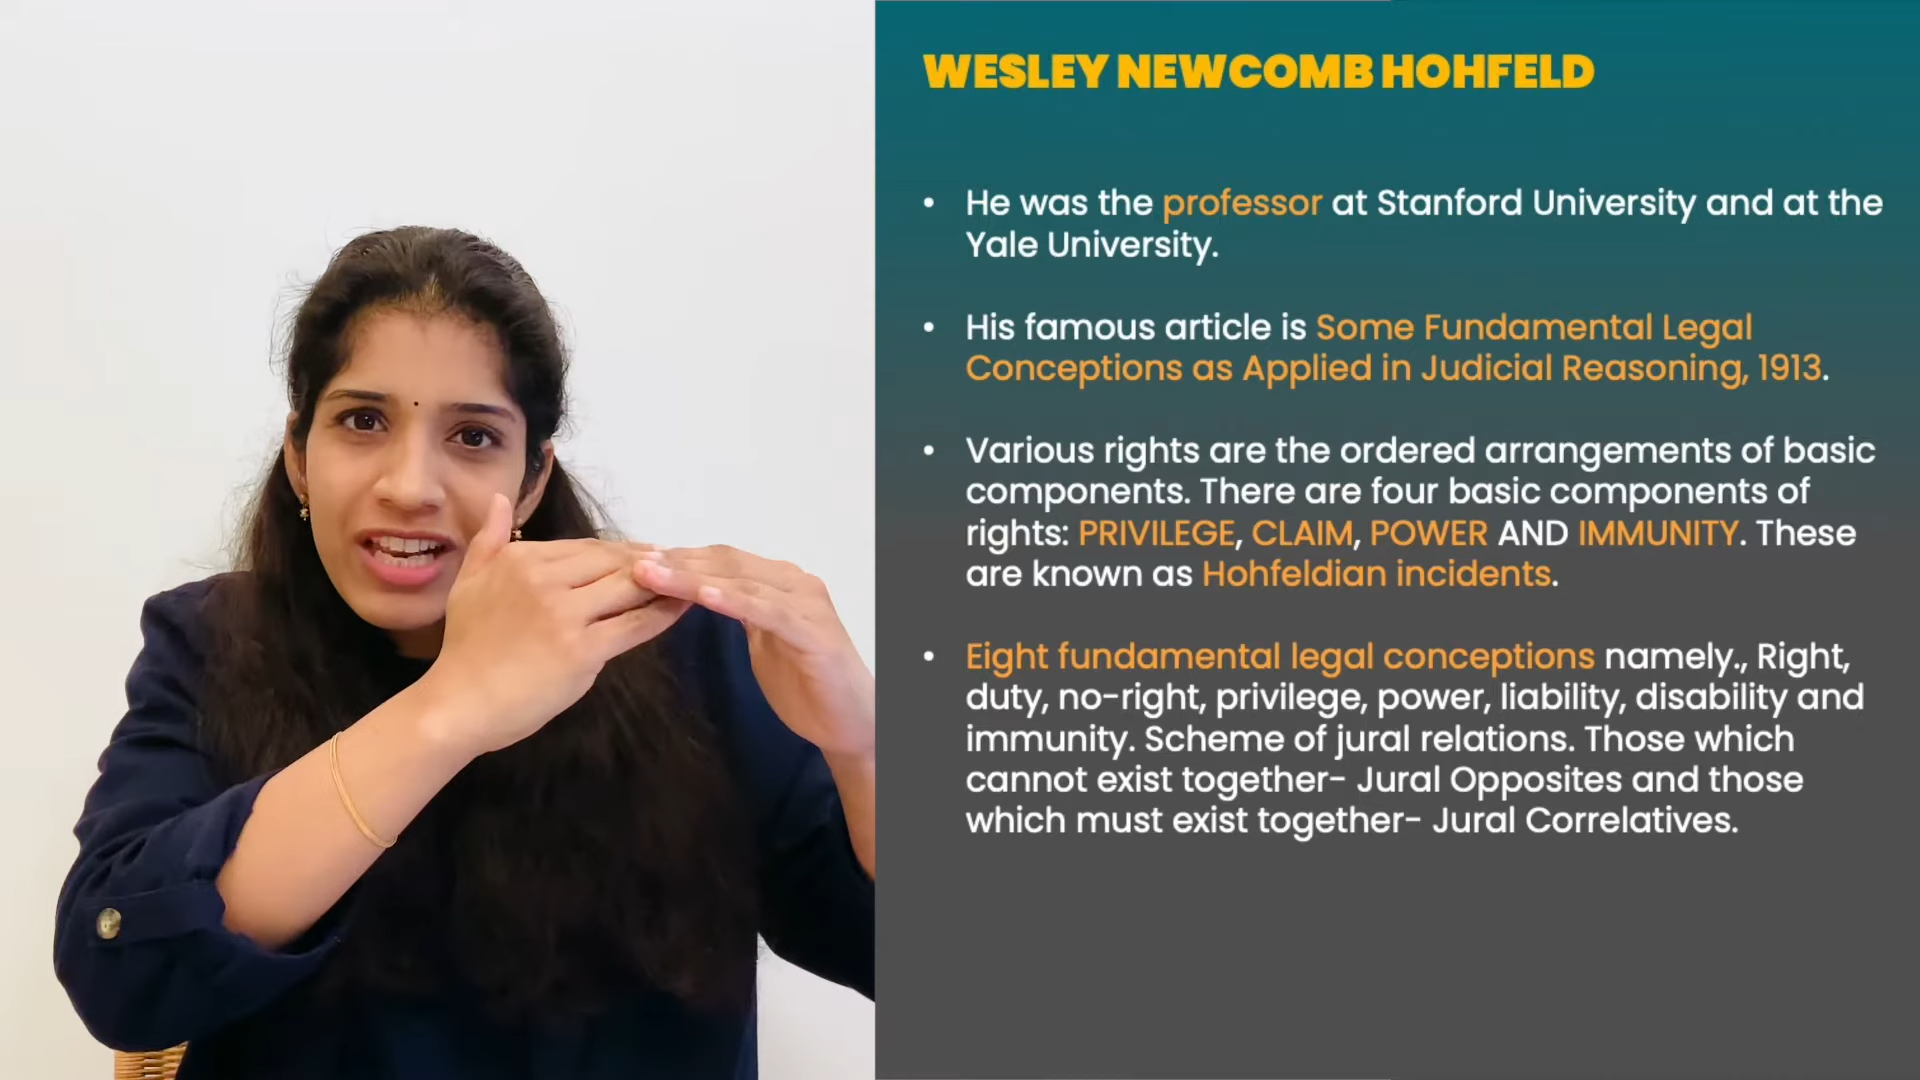 WESLEY NEWCOMB HOHFELD
• He was the professor at Stanford University and at the
Yale University.
• His famous article is Some Fundamental Legal
Conceptions as Applied in Judicial Reasoning, 1913.
• Various rights are the ordered arrangements of basic
components. There are four basic components of
rights: PRIVILEGE, CLAIM, POWER AND IMMUNITY. These
are known as Hohfeldian incidents.
• Eight fundamental legal conceptions namely., Right,
duty, no-right, privilege, power, liability, disability and
immunity. Scheme of jural relations. Those which
cannot exist together- Jural Opposites and those
which must exist together- Jural Correlatives.